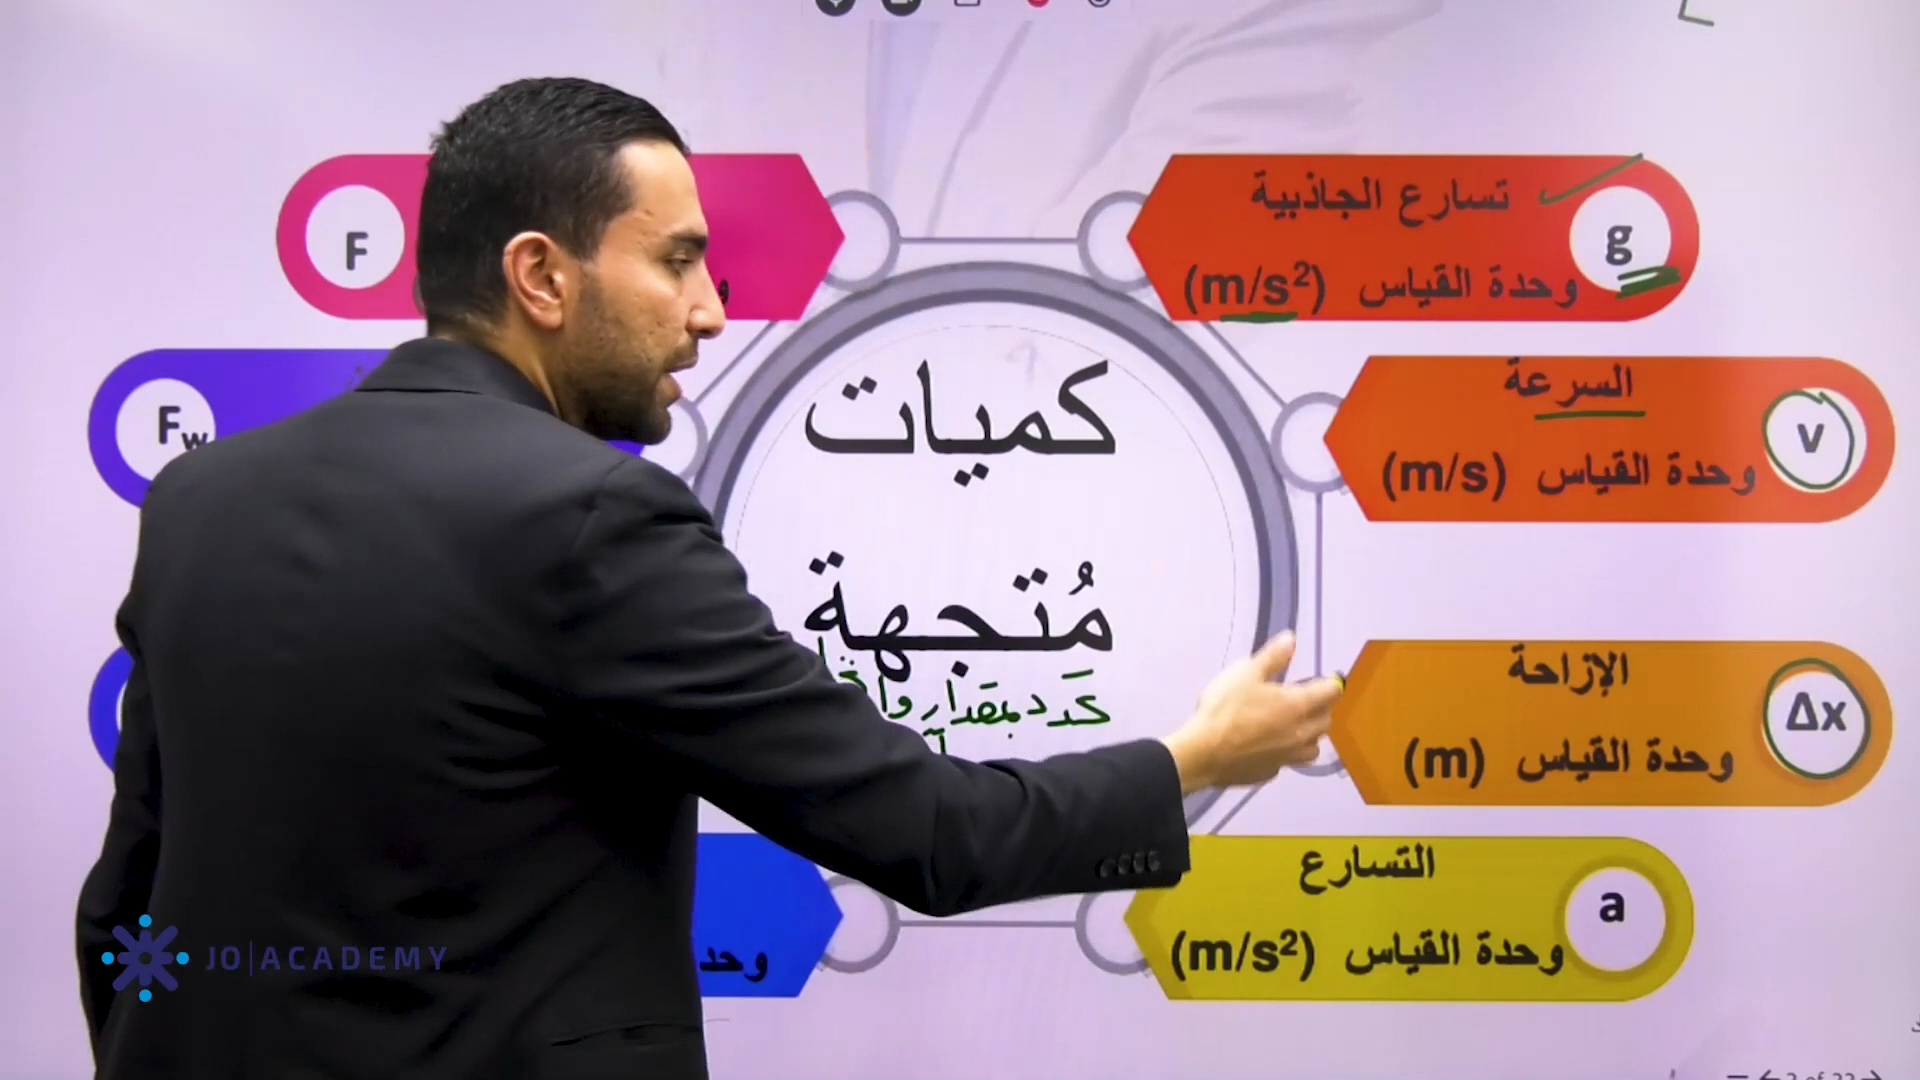 كميات
مُتجهة
تسارع الجاذبية
وحدة القياس (m/s²)
g
السرعة
وحدة القياس (m/s)
v
الإزاحة
وحدة القياس (m)
Δx
التسارع
وحدة القياس (m/s²)
a
F
Fw
وحد
JO|ACADEMY